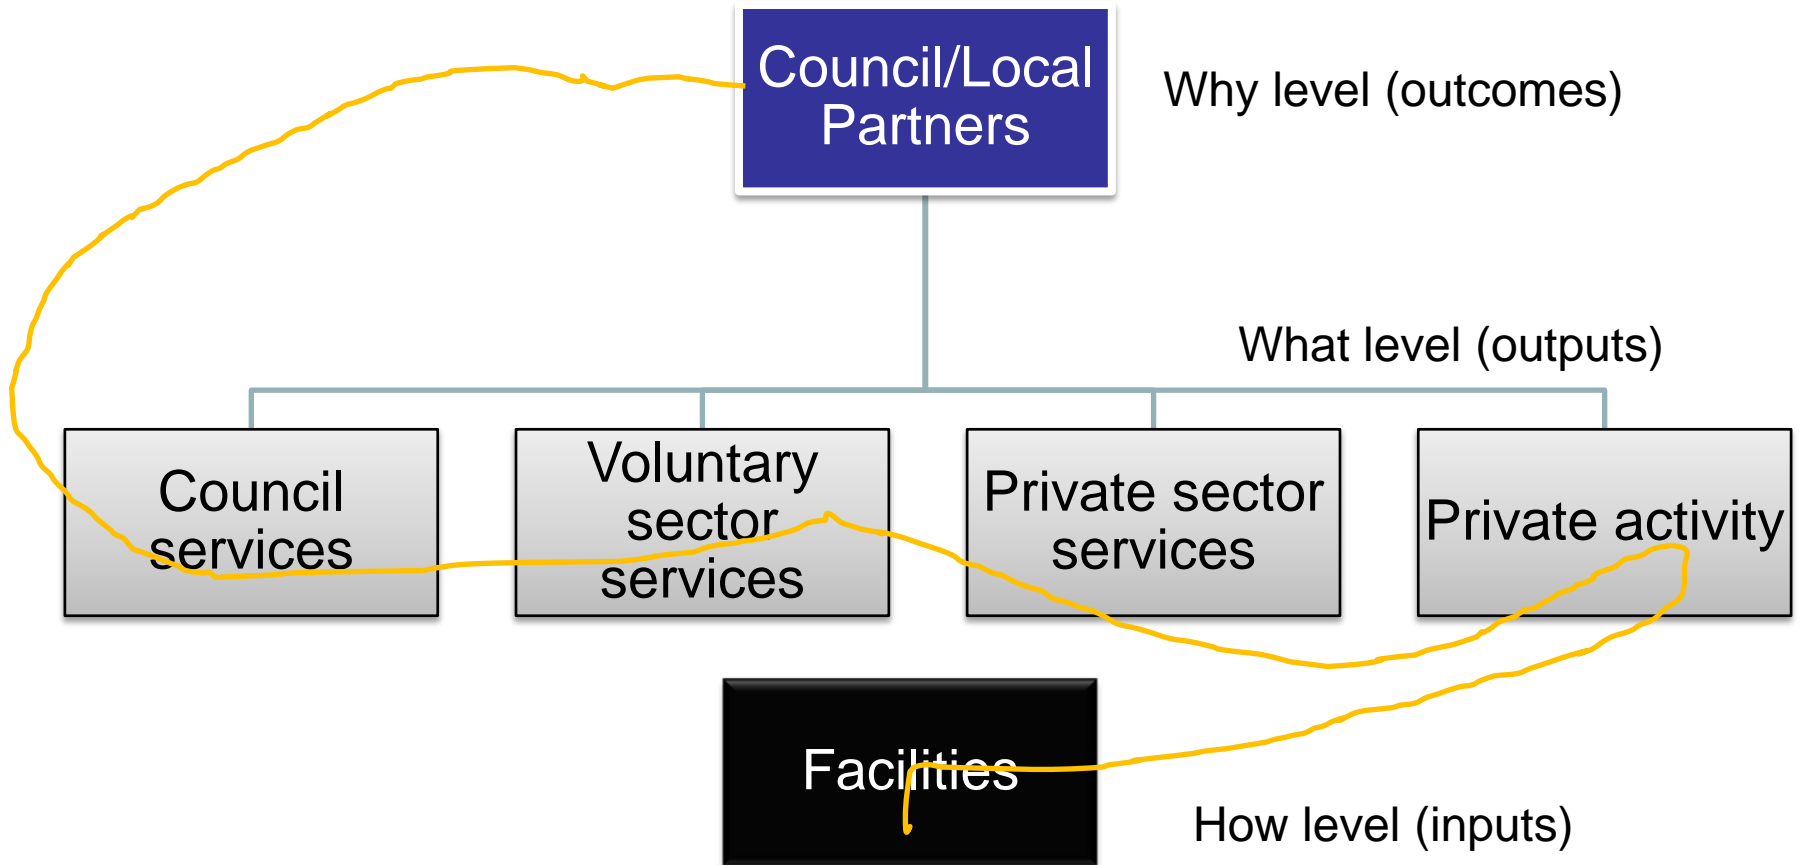 Council/Local
Partners
Why level (outcomes)
What level (outputs)
Council
services
Voluntary
sector
services
Private sector
services
Private activity
Facilities
How level (inputs)